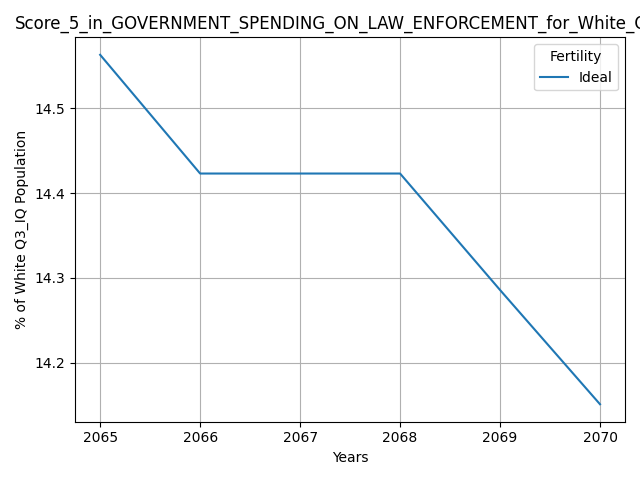 Score_5_in_GOVERNMENT_SPENDING_ON_LAW_ENFORCEMENT_for_White_
Fertility
Ideal
14.5
14.4
14.3
14.2
% of White Q3_IQ Population
2065 2066 2067 2068 2069 2070
Years